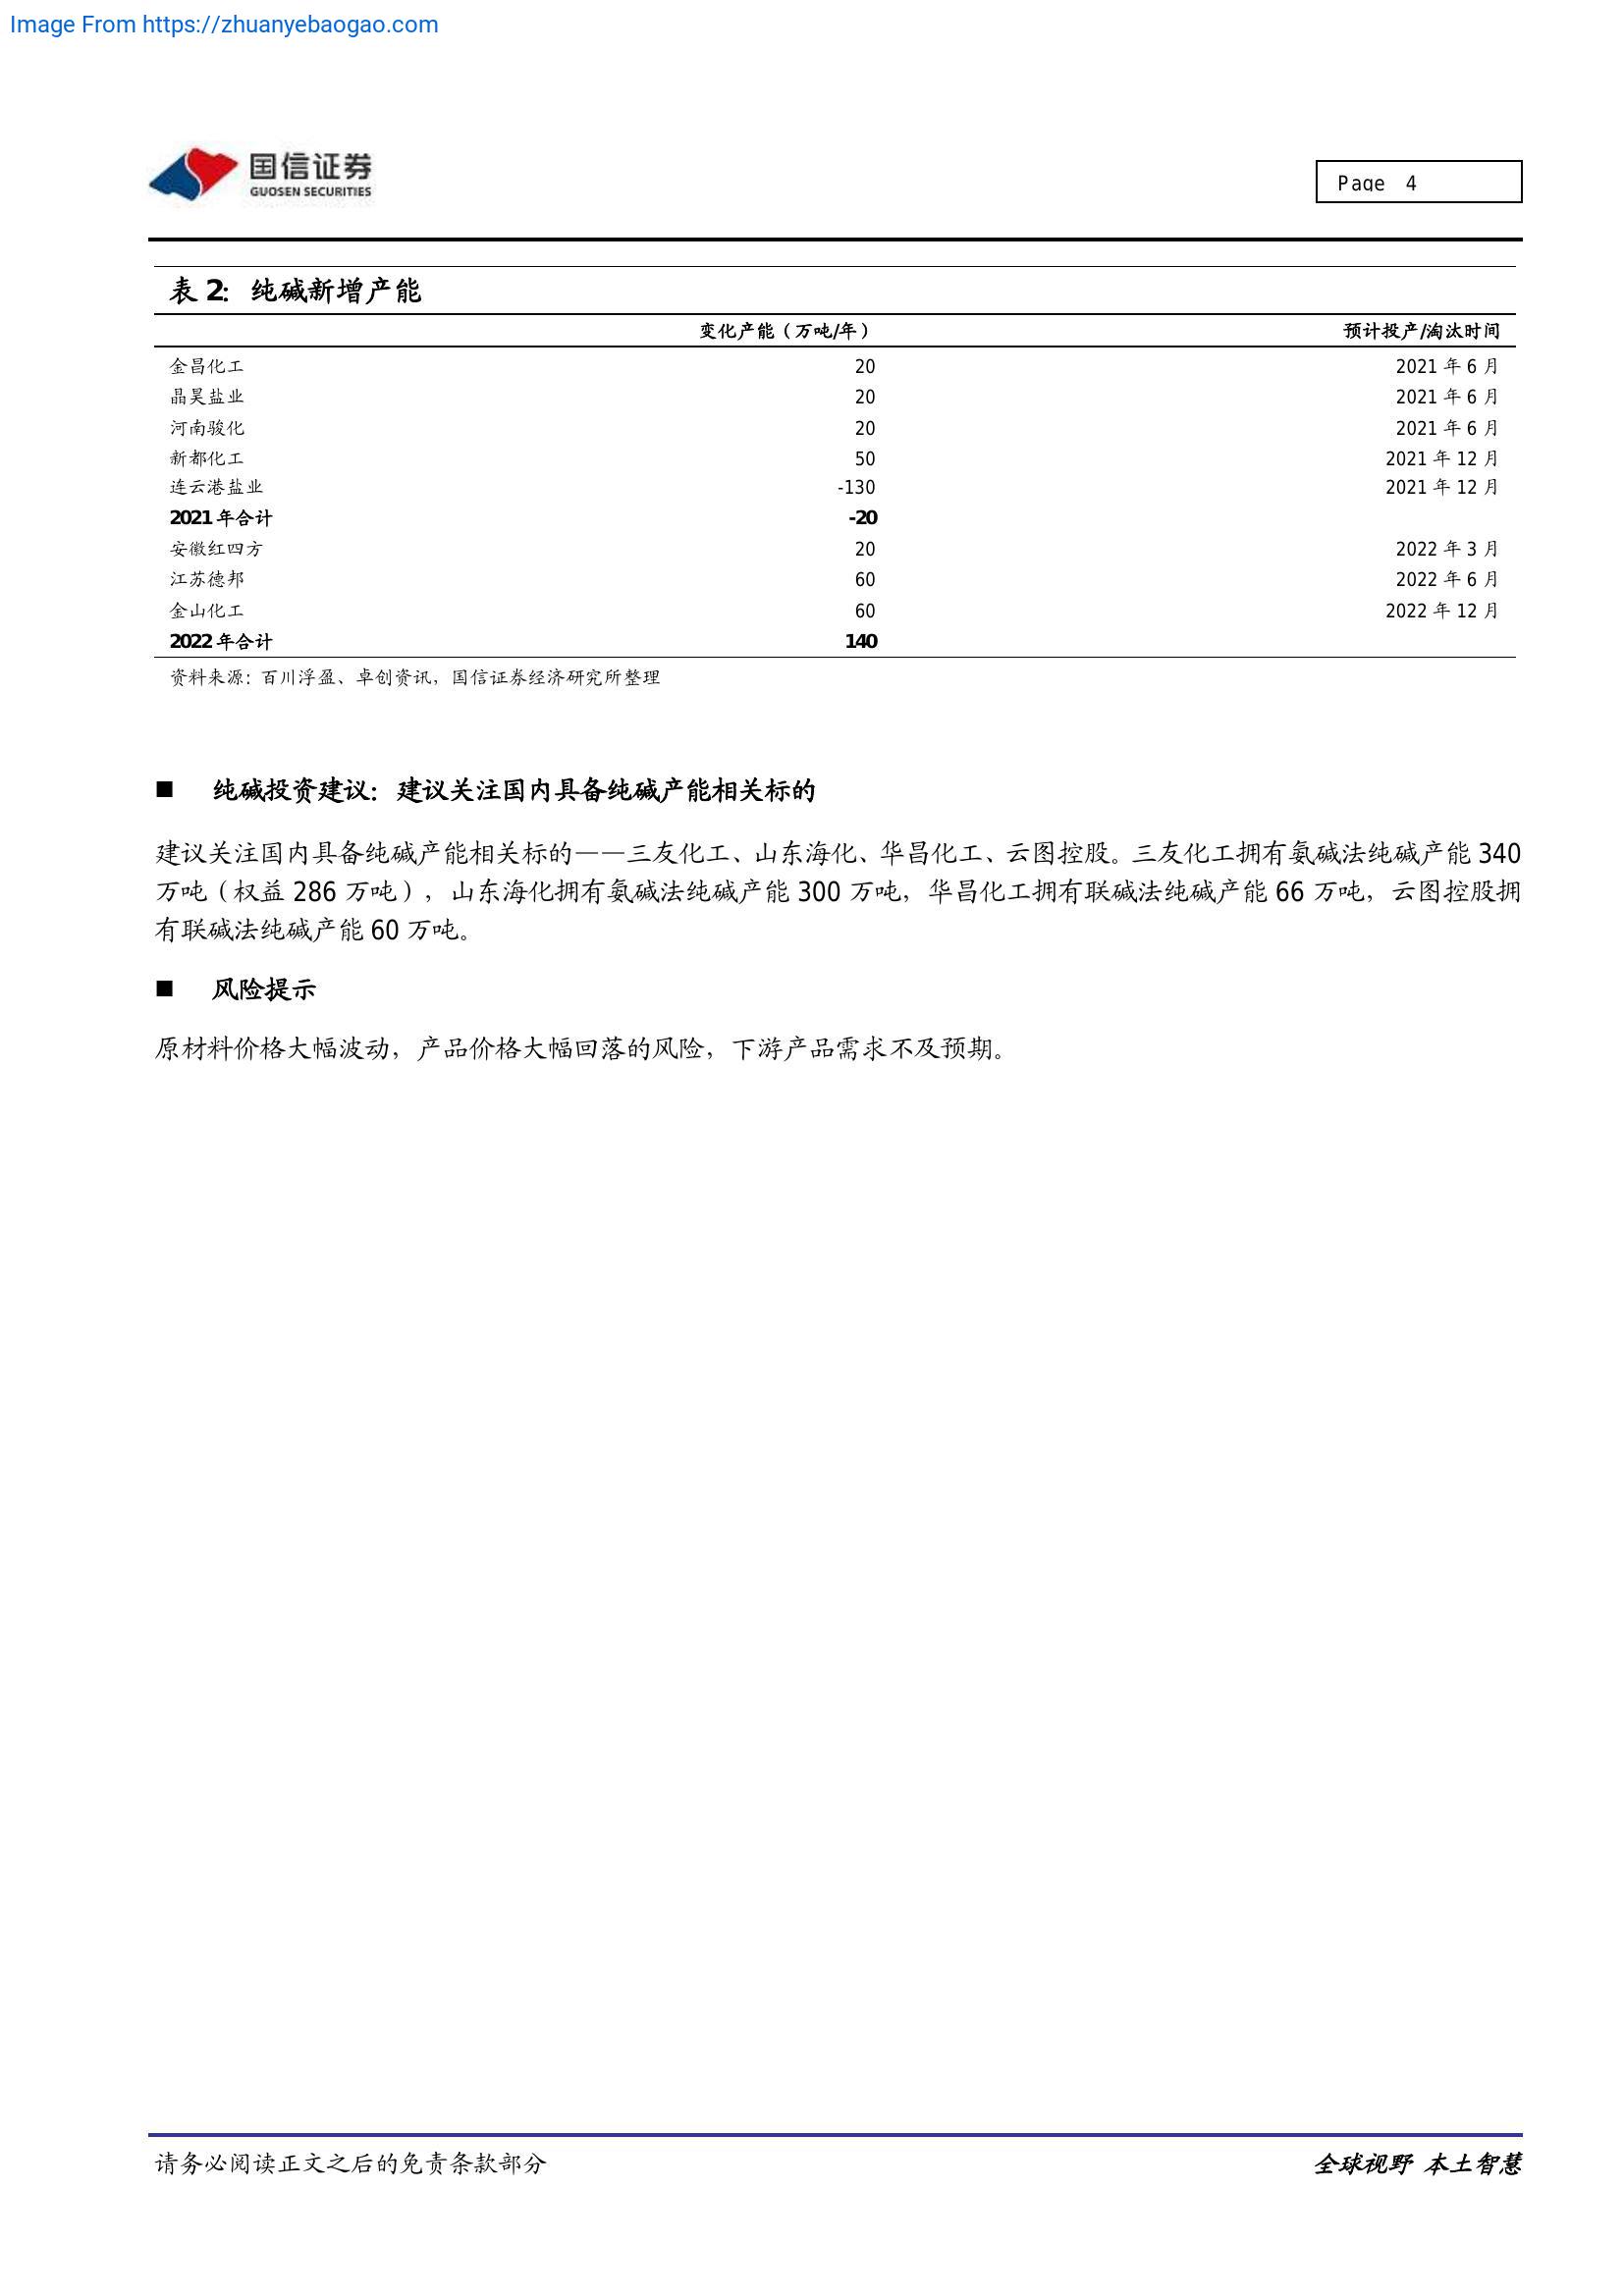 Image From https://zhuanyebaogao.com
国信证券
GUOSEN SECURITIES
Page 4
表 2：纯碱新增产能
变化产能（万吨/年） 预计投产/淘汰时间
金昌化工 20 2021 年 6 月
晶昊盐业 20 2021 年 6 月
河南骏化 20 2021 年 6 月
新都化工 50 2021 年 12 月
连云港盐业 -130 2021 年 12 月
2021 年合计 -20
安徽红四方 20 2022 年 3 月
江苏德邦 60 2022 年 6 月
金山化工 60 2022 年 12 月
2022 年合计 140
资料来源：百川浮盈、卓创资讯，国信证券经济研究所整理
■ 纯碱投资建议：建议关注国内具备纯碱产能相关标的
建议关注国内具备纯碱产能相关标的——三友化工、山东海化、华昌化工、云图控股。三友化工拥有氨碱法纯碱产能 340
万吨（权益 286 万吨），山东海化拥有氨碱法纯碱产能 300 万吨，华昌化工拥有联碱法纯碱产能 66 万吨，云图控股拥
有联碱法纯碱产能 60 万吨。
■ 风险提示
原材料价格大幅波动，产品价格大幅回落的风险，下游产品需求不及预期。
请务必阅读正文之后的免责条款部分 全球视野 本土智慧